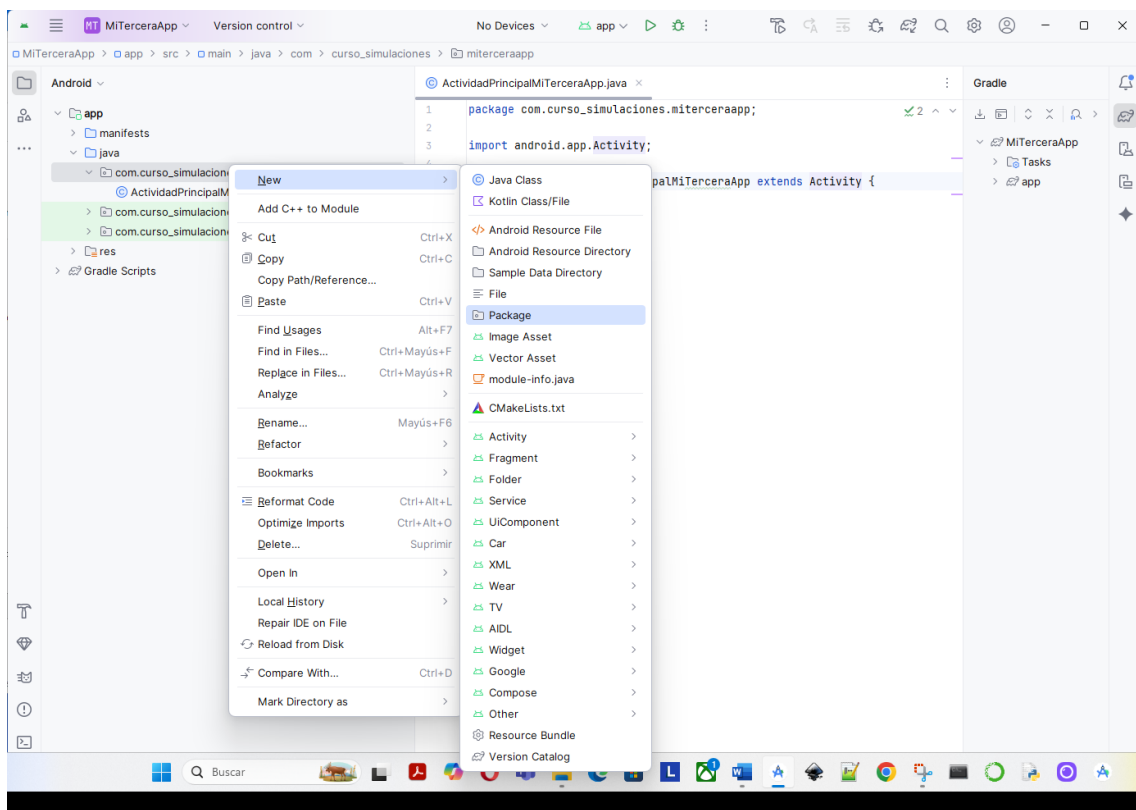 MT MiTerceraApp Version control No Devices app
MiTerceraApp > app > src > main > java > com > curso_simulaciones > miterceraapp
Android
app
manifests
java
com.curso_simulacion
ActividadPrincipalM
com.curso_simulacion
com.curso_simulacion
res
Gradle Scripts
ActividadPrincipalMiTerceraApp.java
1 package com.curso_simulaciones.miterceraapp;
2
3 import android.app.Activity;
palMiTerceraApp extends Activity {
2
Gradle
MiTerceraApp
Tasks
app
New
Add C++ to Module
Cut Ctrl+X
Copy Ctrl+C
Copy Path/Reference...
Paste Ctrl+V
Find Usages Alt+F7
Find in Files... Ctrl+Mayús+F
Replace in Files... Ctrl+Mayús+R
Analyze
Rename... Mayús+F6
Refactor
Bookmarks
Reformat Code Ctrl+Alt+L
Optimize Imports Ctrl+Alt+O
Delete... Suprimir
Open In
Local History
Repair IDE on File
Reload from Disk
Compare With... Ctrl+D
Mark Directory as
Java Class
Kotlin Class/File
Android Resource File
Android Resource Directory
Sample Data Directory
File
Package
Image Asset
Vector Asset
module-info.java
CMakeLists.txt
Activity
Fragment
Folder
Service
UiComponent
Car
XML
Wear
TV
AIDL
Widget
Google
Compose
Other
Resource Bundle
Version Catalog
Buscar